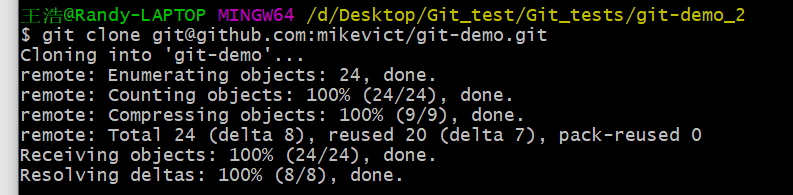 王浩@Randy-LAPTOP MINGW64 /d/Desktop/Git_test/Git_tests/git-demo_2
$ git clone git@github.com:mikevict/git-demo.git
Cloning into 'git-demo'...
remote: Enumerating objects: 24, done.
remote: Counting objects: 100% (24/24), done.
remote: Compressing objects: 100% (9/9), done.
remote: Total 24 (delta 8), reused 20 (delta 7), pack-reused 0
Receiving objects: 100% (24/24), done.
Resolving deltas: 100% (8/8), done.